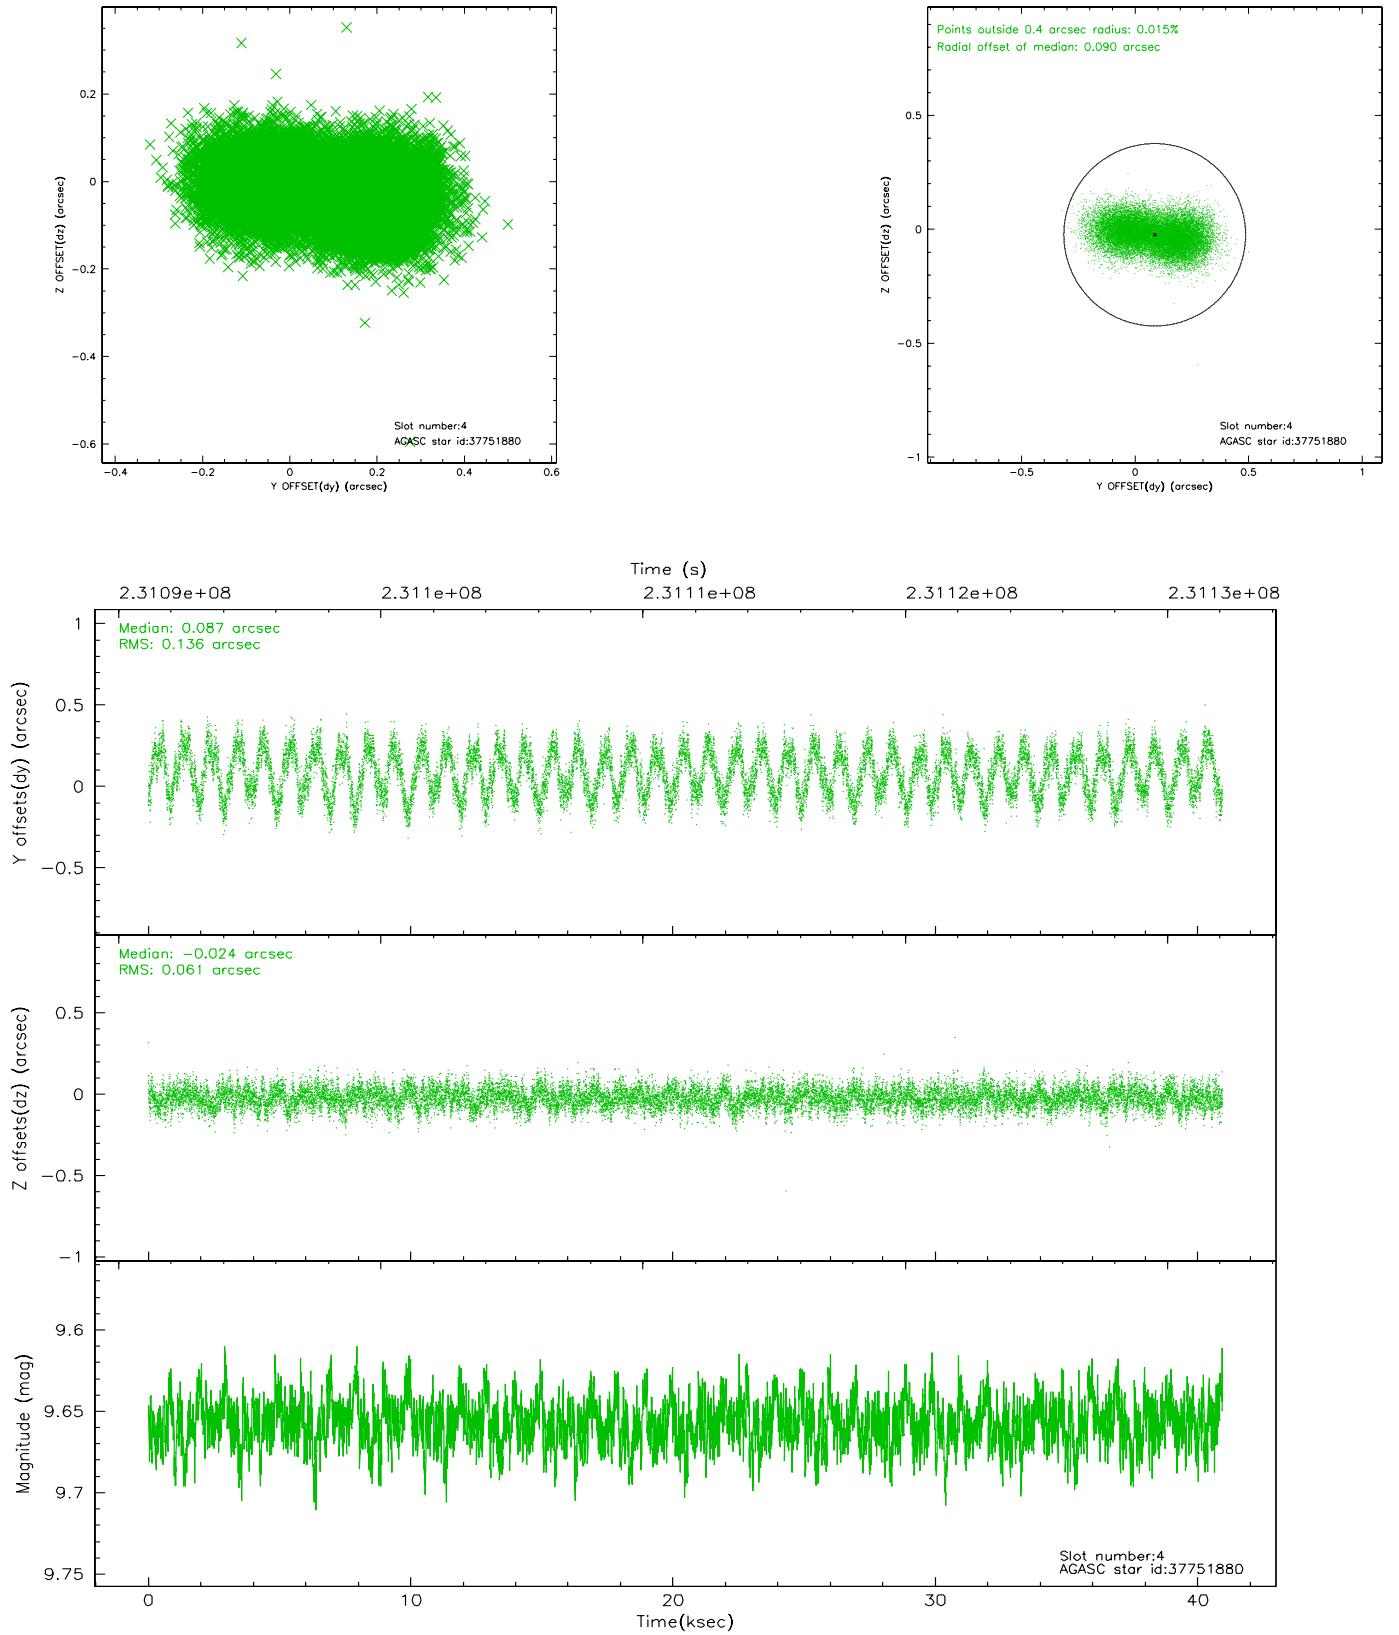 0.2
0
−0.2
−0.4
−0.6
Z OFFSET(dz) (arcsec)
−0.4 −0.2 0 0.2 0.4 0.6
Y OFFSET(dy) (arcsec)
Slot number:4
AGASC star id:37751880
Points outside 0.4 arcsec radius: 0.015%
Radial offset of median: 0.090 arcsec
0.5
0
−0.5
−1
Z OFFSET(dz) (arcsec)
−0.5 0 0.5 1
Y OFFSET(dy) (arcsec)
Slot number:4
AGASC star id:37751880
Time (s)
2.3109e+08 2.311e+08 2.3111e+08 2.3112e+08 2.3113e+08
Median: 0.087 arcsec
RMS: 0.136 arcsec
1
0.5
0
−0.5
Y offsets(dy) (arcsec)
Median: −0.024 arcsec
RMS: 0.061 arcsec
0.5
0
−0.5
−1
Z offsets(dz) (arcsec)
9.6
9.65
9.7
9.75
Magnitude (mag)
Slot number:4
AGASC star id:37751880
0 10 20 30 40
Time(ksec)